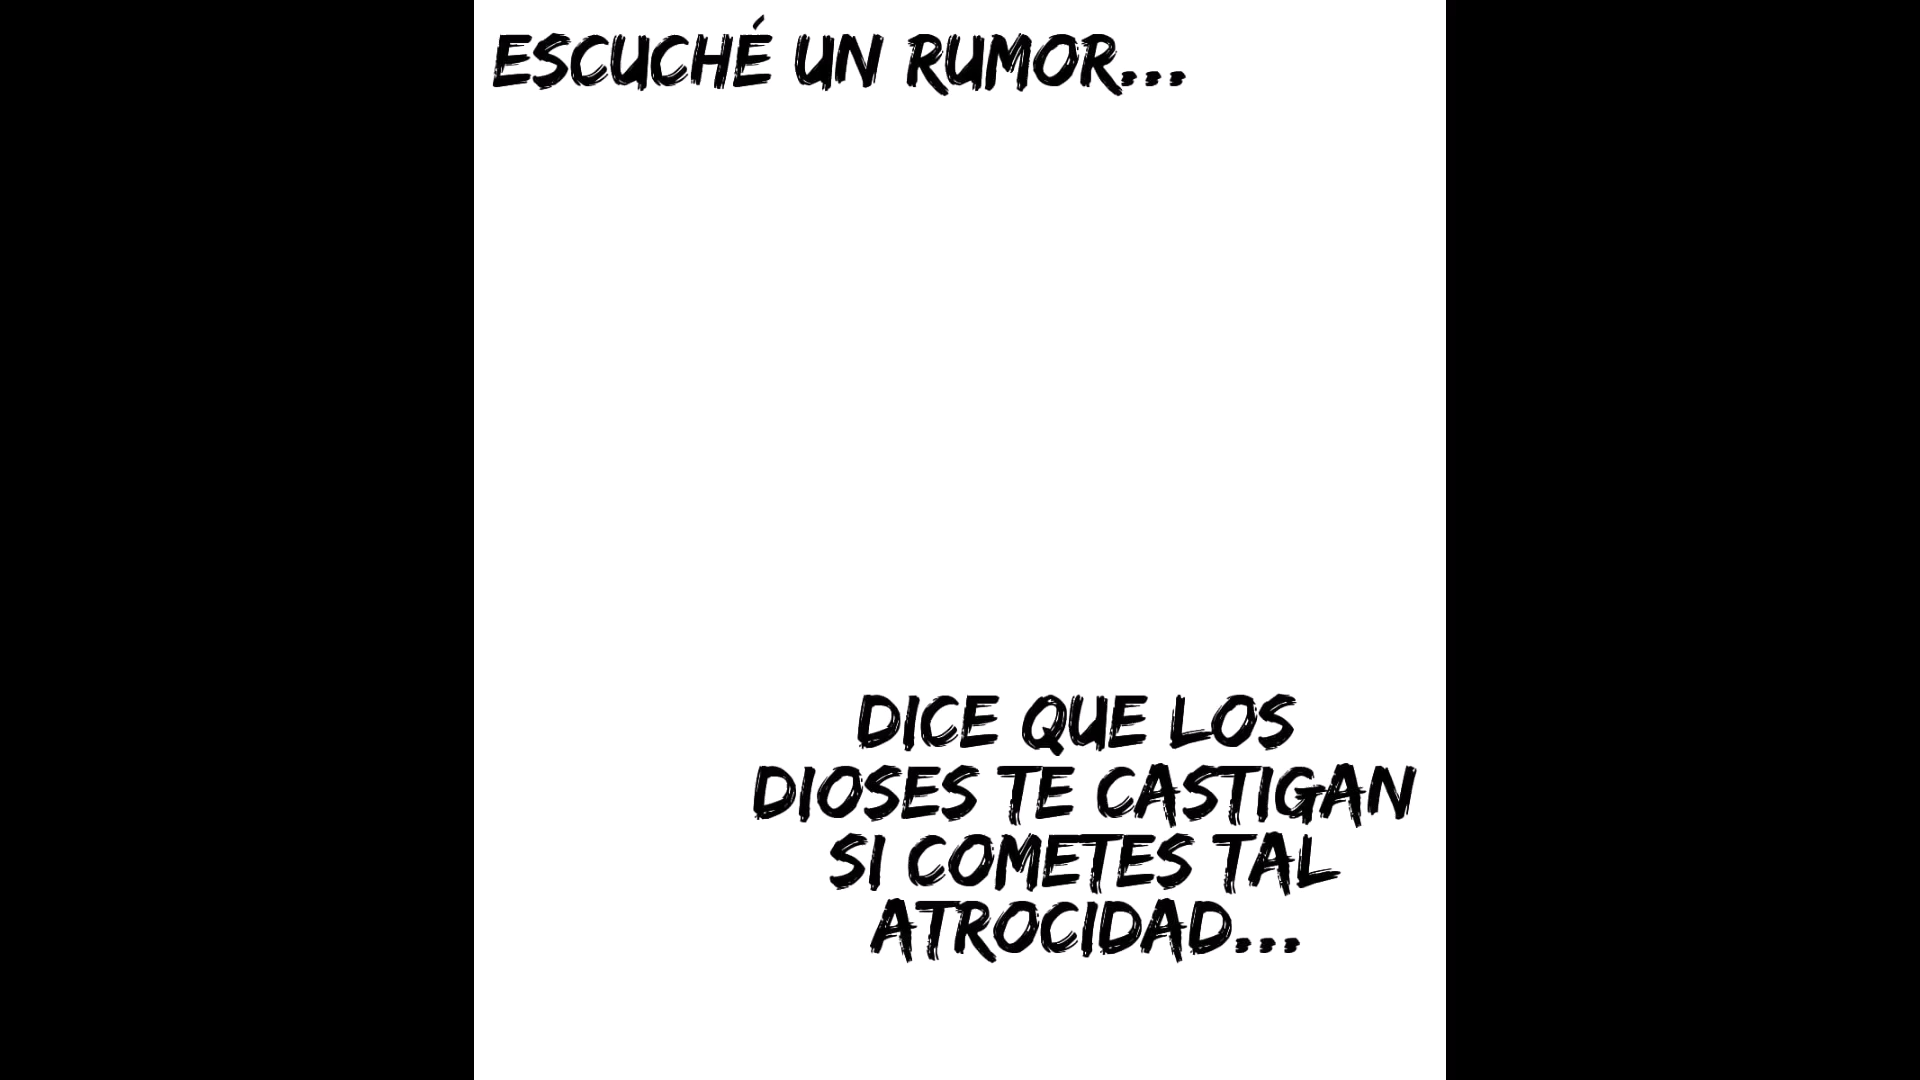 ESCUCHÉ UN RUMOR...
DICE QUE LOS
DIOSES TE CASTIGAN
SI COMETES TAL
ATROCIDAD...